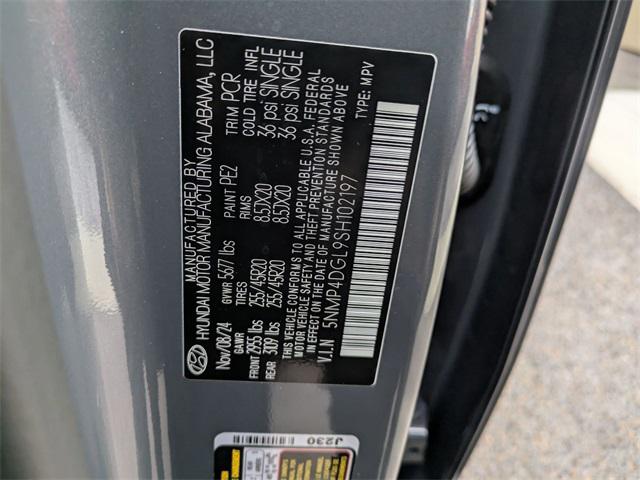 MANUFACTURED BY
HYUNDAI MOTOR MANUFACTURING ALABAMA, LLC
Nov/08/24 GVWR 5677 lbs PAINT PE2 TRIM PCR
GAWR TIRES RIMS COLD TIRE INFL
FRONT 2955 lbs 255/45R20 8.5JX20 36 psi SINGLE
REAR 3109 lbs 255/45R20 8.5JX20 36 psi SINGLE
THIS VEHICLE CONFORMS TO ALL APPLICABLE U.S.A. FEDERAL
MOTOR VEHICLE SAFETY AND THEFT PREVENTION STANDARDS
IN EFFECT ON THE DATE OF MANUFACTURE SHOWN ABOVE
V.I.N 5NMP4DGL9SH102197 TYPE: MPV
J230